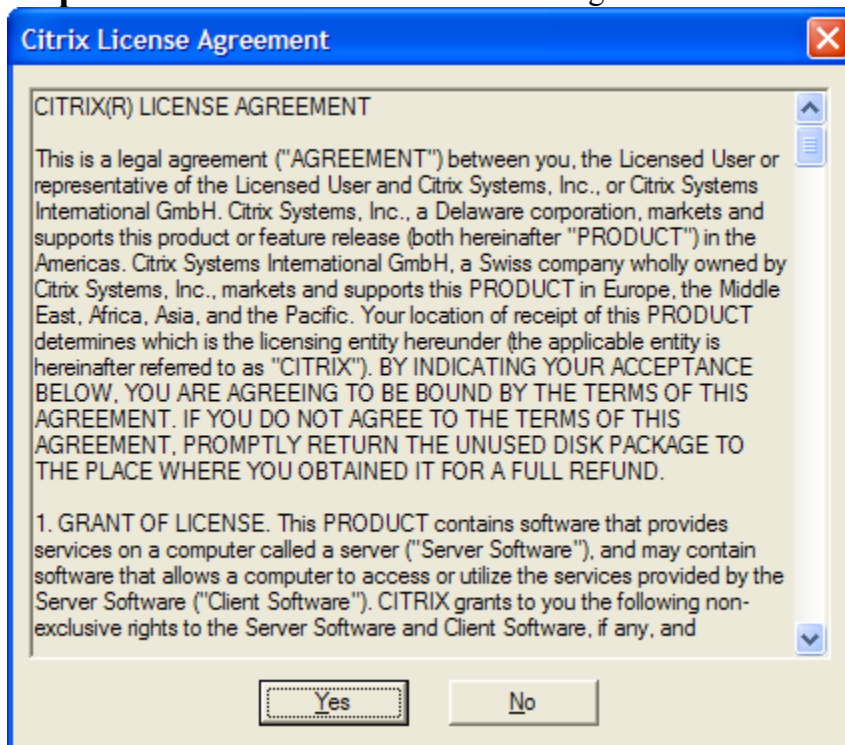 Citrix License Agreement
CITRIX(R) LICENSE AGREEMENT
This is a legal agreement ("AGREEMENT") between you, the Licensed User or
representative of the Licensed User and Citrix Systems, Inc., or Citrix Systems
International GmbH. Citrix Systems, Inc., a Delaware corporation, markets and
supports this product or feature release (both hereinafter "PRODUCT") in the
Americas. Citrix Systems International GmbH, a Swiss company wholly owned by
Citrix Systems, Inc., markets and supports this PRODUCT in Europe, the Middle
East, Africa, Asia, and the Pacific. Your location of receipt of this PRODUCT
determines which is the licensing entity hereunder (the applicable entity is
hereinafter referred to as "CITRIX"). BY INDICATING YOUR ACCEPTANCE
BELOW, YOU ARE AGREEING TO BE BOUND BY THE TERMS OF THIS
AGREEMENT. IF YOU DO NOT AGREE TO THE TERMS OF THIS
AGREEMENT, PROMPTLY RETURN THE UNUSED DISK PACKAGE TO
THE PLACE WHERE YOU OBTAINED IT FOR A FULL REFUND.
1. GRANT OF LICENSE. This PRODUCT contains software that provides
services on a computer called a server ("Server Software"), and may contain
software that allows a computer to access or utilize the services provided by the
Server Software ("Client Software"). CITRIX grants to you the following non-
exclusive rights to the Server Software and Client Software, if any, and
Yes
No